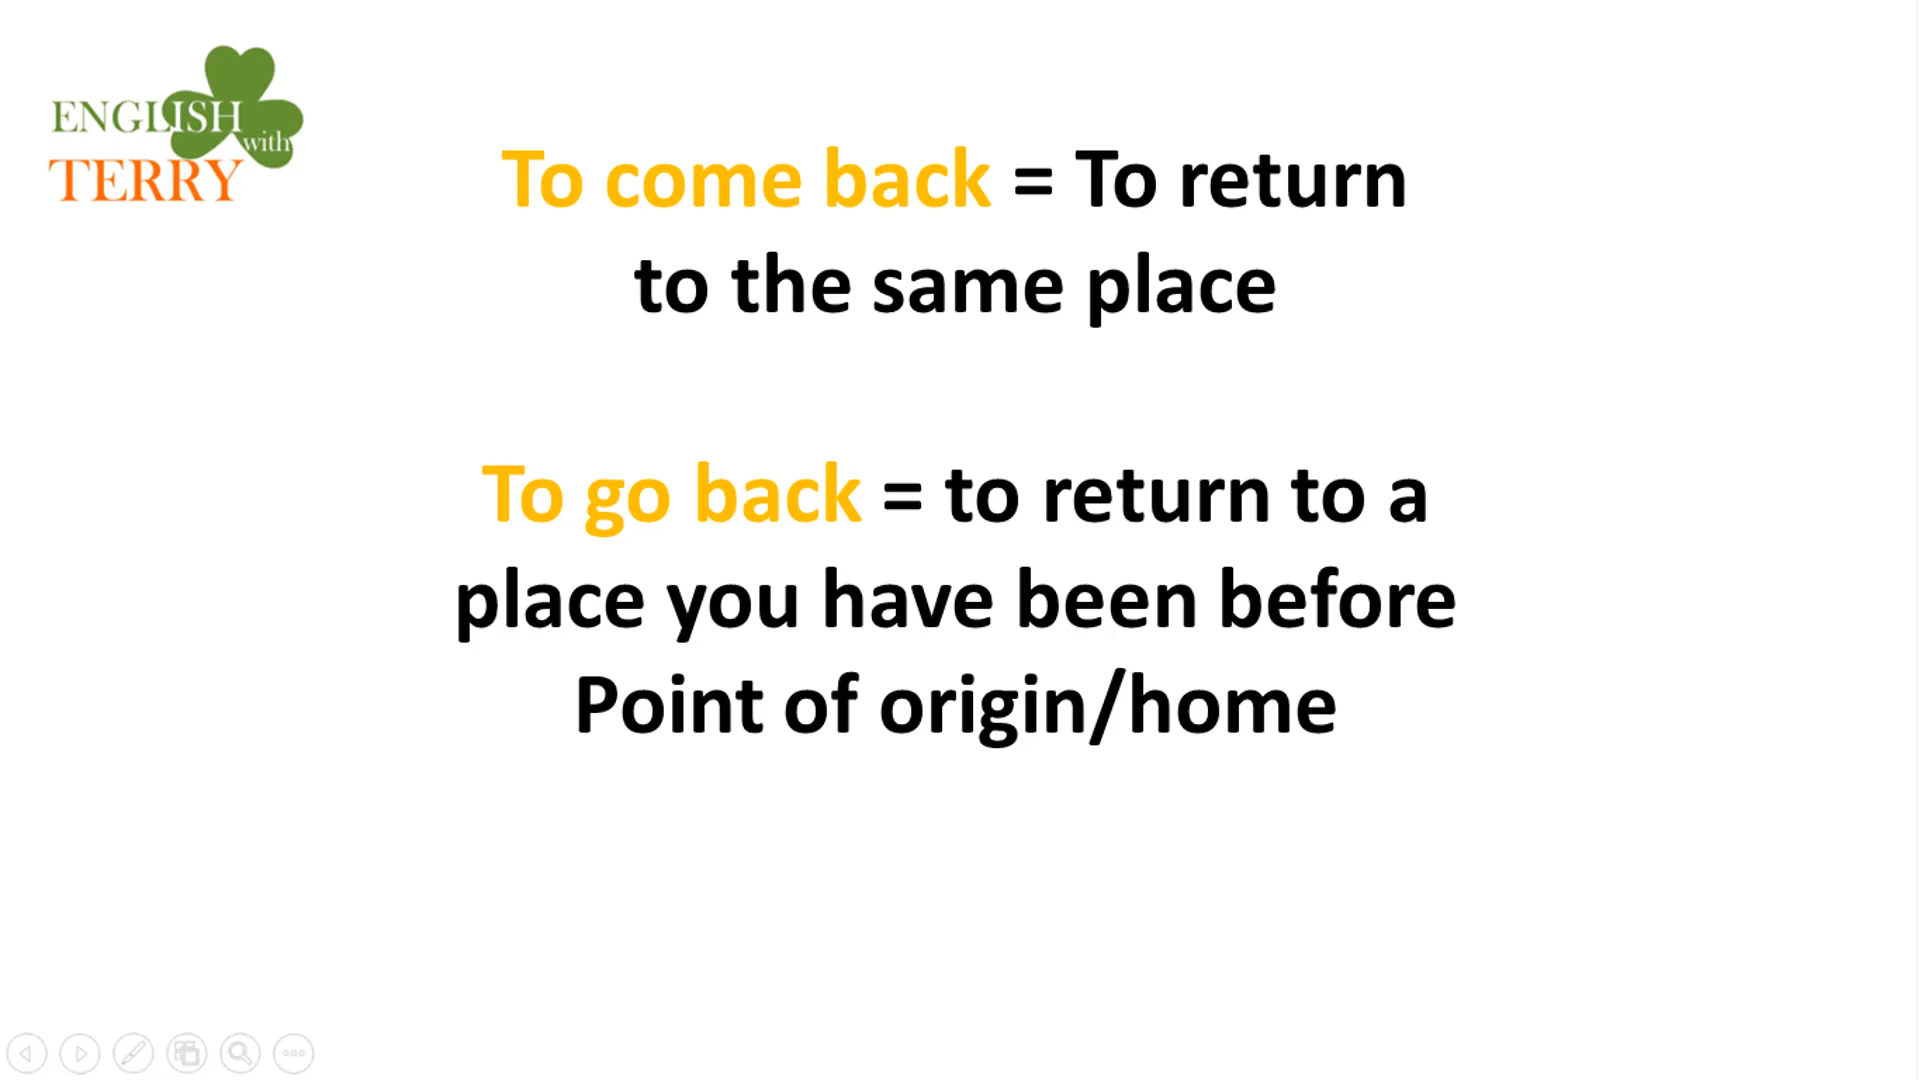 ENGLISH
with
TERRY
To come back = To return
to the same place
To go back = to return to a
place you have been before
Point of origin/home